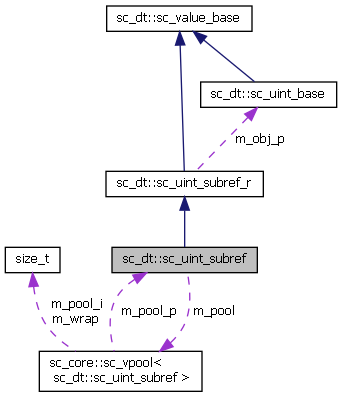 sc_dt::sc_value_base
sc_dt::sc_uint_base
m_obj_p
sc_dt::sc_uint_subref_r
size_t
sc_dt::sc_uint_subref
m_pool_i
m_wrap
m_pool_p
m_pool
sc_core::sc_vpool<
sc_dt::sc_uint_subref >